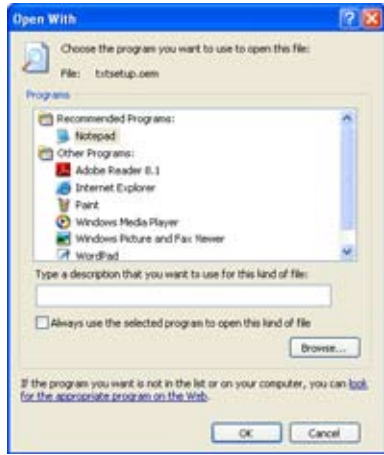 Open With
Choose the program you want to use to open this file:
File: txtsetup.oem
Programs
Recommended Programs:
Notepad
Other Programs:
Adobe Reader 8.1
Internet Explorer
Paint
Windows Media Player
Windows Picture and Fax Viewer
WordPad
Type a description that you want to use for this kind of file:
Always use the selected program to open this kind of file
Browse...
If the program you want is not in the list or on your computer, you can look
for the appropriate program on the Web.
OK Cancel